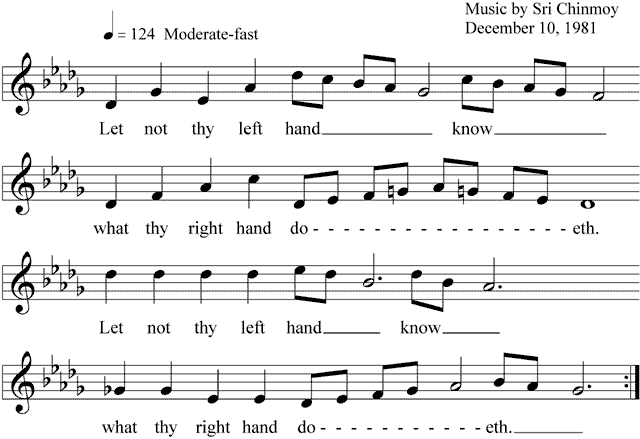 Music by Sri Chinmoy
December 10, 1981
= 124 Moderate-fast
Let not thy left hand know
what thy right hand do- - - - - - - - - - - - - - - - eth.
Let not thy left hand know
what thy right hand do- - - - - - - - - - - eth.